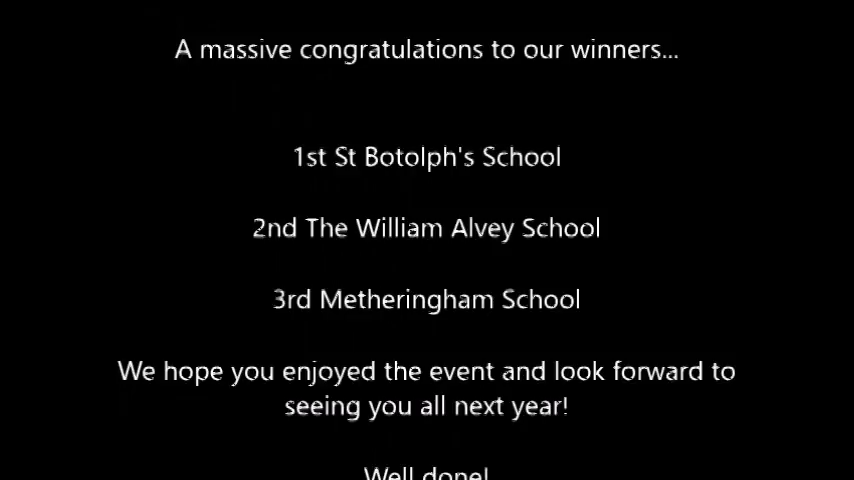 A massive congratulations to our winners...
1st St Botolph's School
2nd The William Alvey School
3rd Metheringham School
We hope you enjoyed the event and look forward to
seeing you all next year!
Well done!